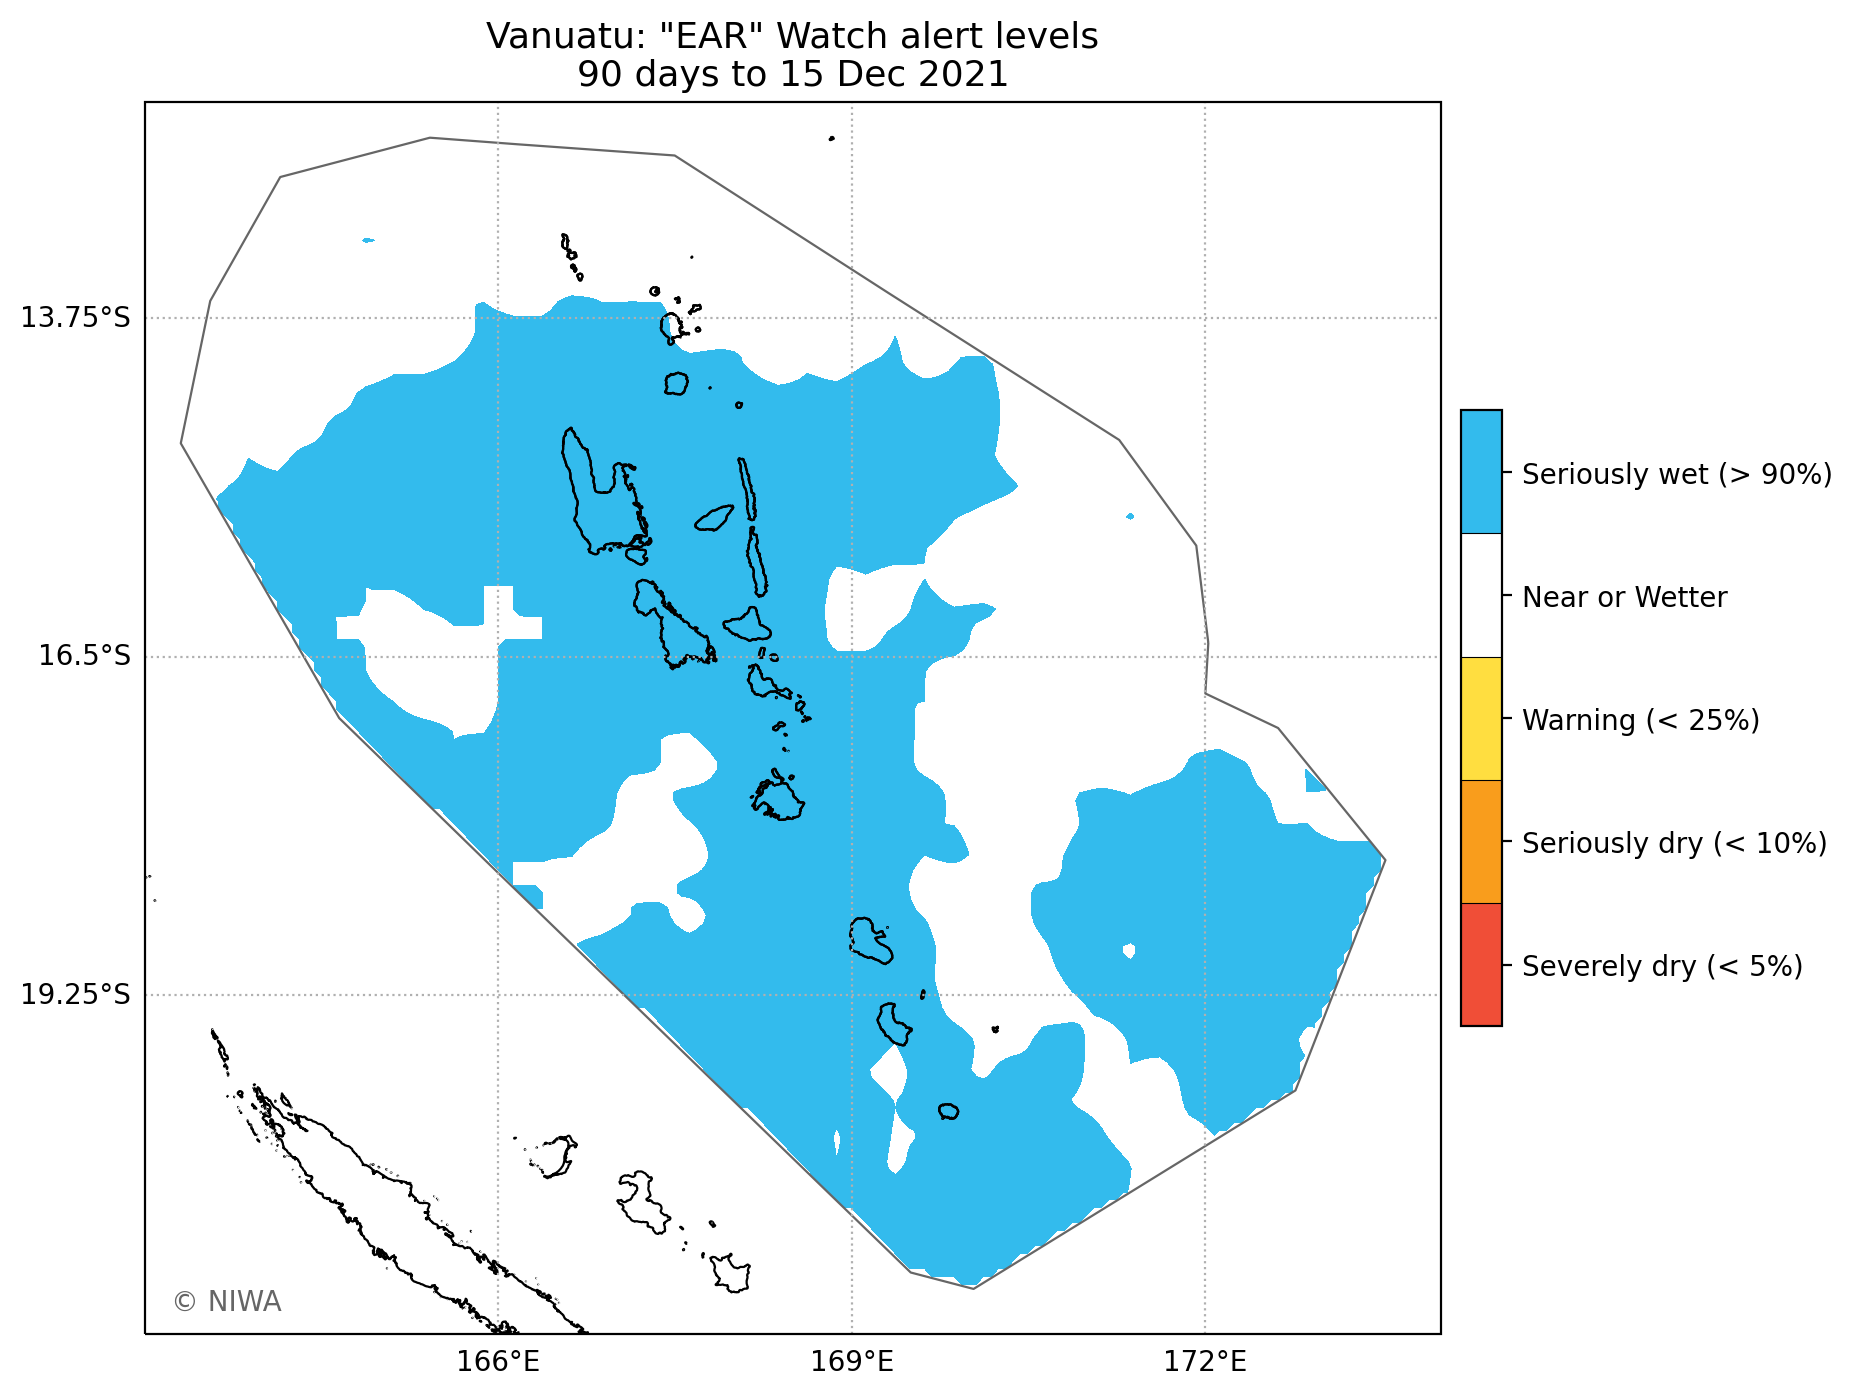 Vanuatu: "EAR" Watch alert levels
90 days to 15 Dec 2021
13.75°S
16.5°S
19.25°S
166°E
169°E
172°E
Seriously wet (> 90%)
Near or Wetter
Warning (< 25%)
Seriously dry (< 10%)
Severely dry (< 5%)
© NIWA